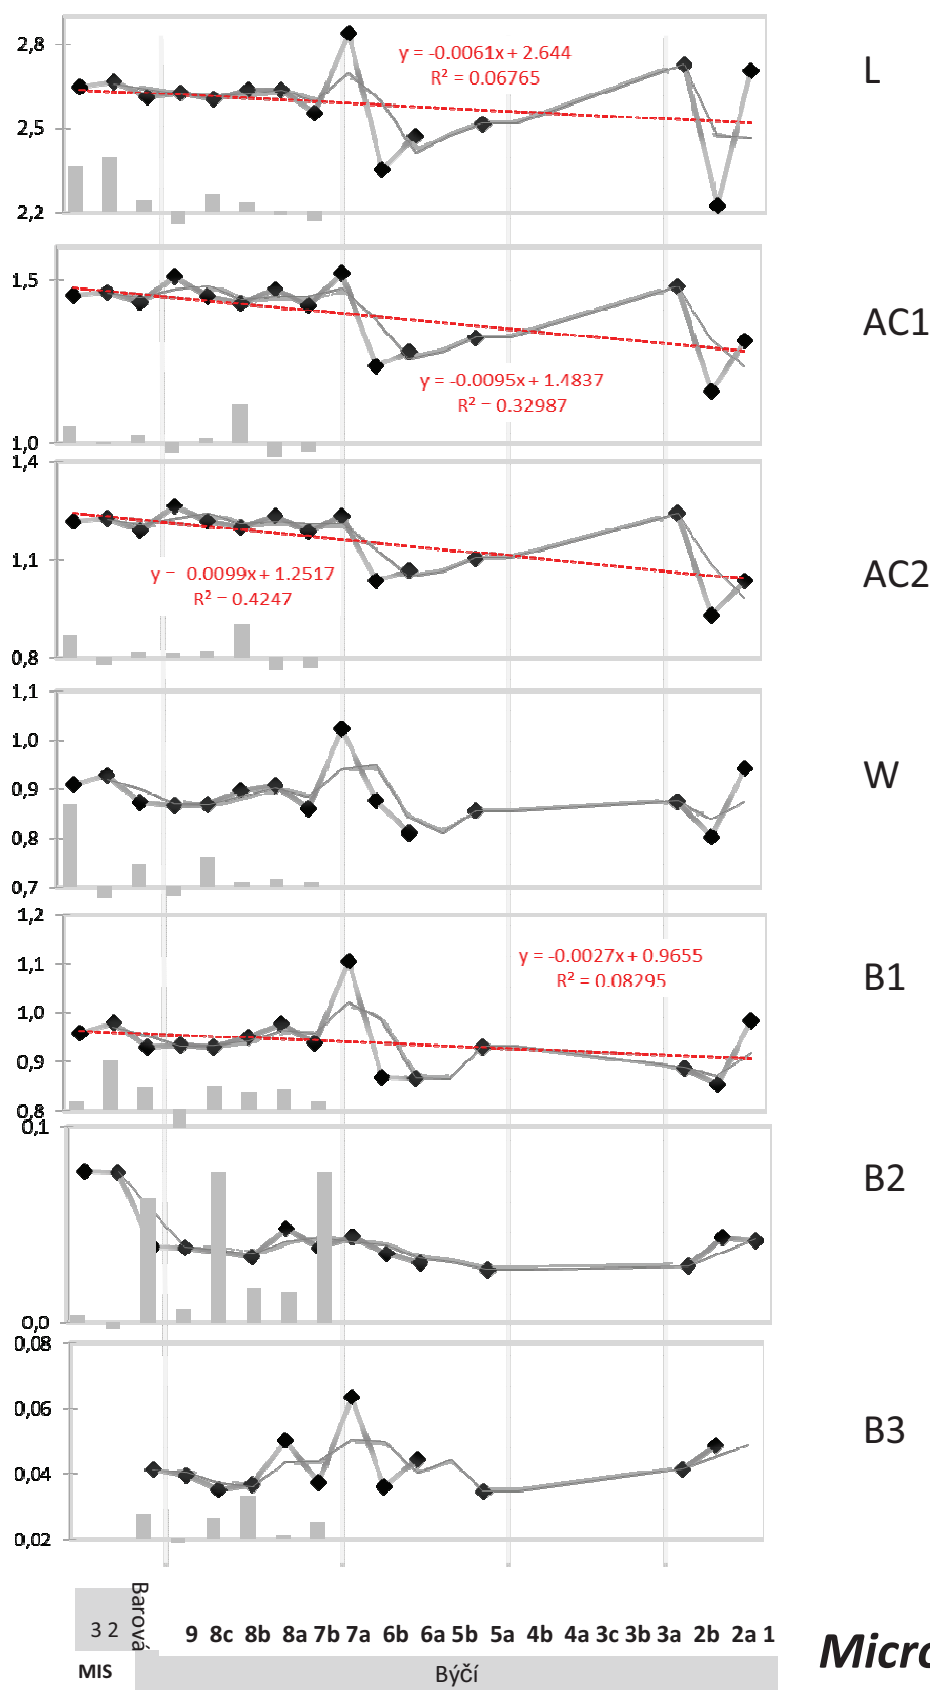 2,8
y = -0.0061x + 2.644
R² = 0.06765
L
2,5
2,2
1,5
AC1
y = -0.0095x + 1.4837
R² = 0.32987
1,0
1,4
1,1
y = 0.0099x + 1.2517
R² = 0.4247
AC2
0,8
1,1
1,0
W
0,9
0,8
0,7
1,2
y = -0.0027x + 0.9655
R² = 0.08295
1,1
B1
1,0
0,9
0,8
0,1
B2
0,0
0,08
0,06
B3
0,04
0,02
Barová
3 2 9 8c 8b 8a 7b 7a 6b 6a 5b 5a 4b 4a 3c 3b 3a 2b 2a 1
MIS Býčí
Micro